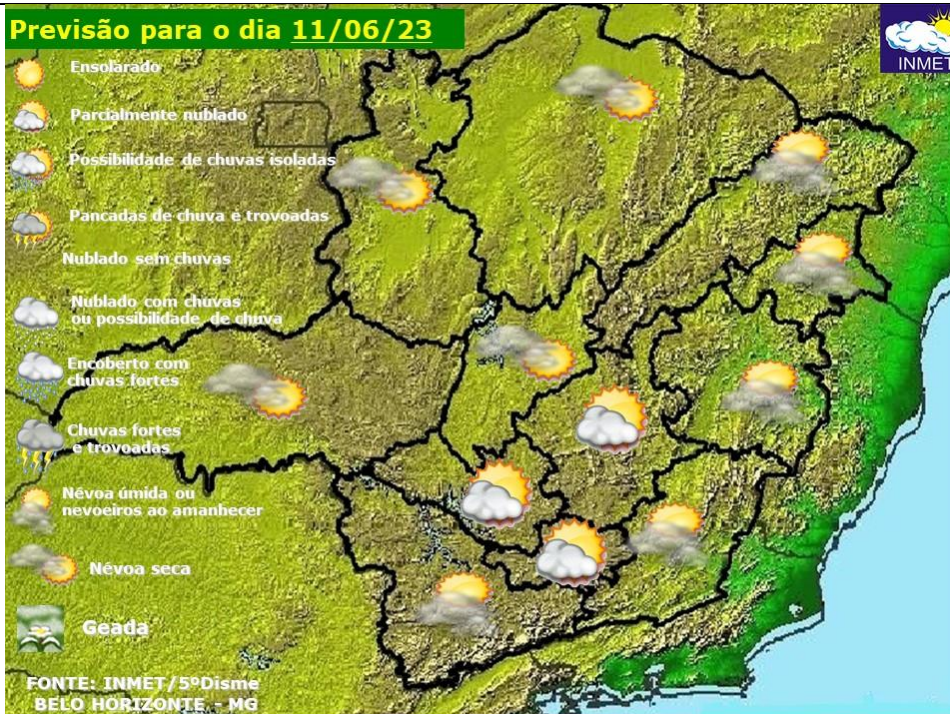 Previsão para o dia 11/06/23
INMET
Ensolarado
Parcialmente nublado
Possibilidade de chuvas isoladas
Pancadas de chuva e trovoadas
Nublado sem chuvas
Nublado com chuvas
ou possibilidade de chuva
Encoberto com
chuvas fortes
Chuvas fortes
e trovoadas
Névoa úmida ou
nevoeiros ao amanhecer
Névoa seca
Geada
FONTE: INMET/5ºDisme
BELO HORIZONTE - MG